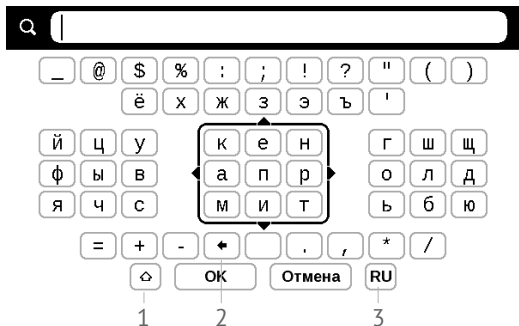 _ @ $ % : ; ! ? " ( )
ё х ж з э ъ '
й ц у к е н г ш щ
ф ы в а п р о л д
я ч с м и т ь б ю
= + - . , * /
OK Отмена RU
1 2 3